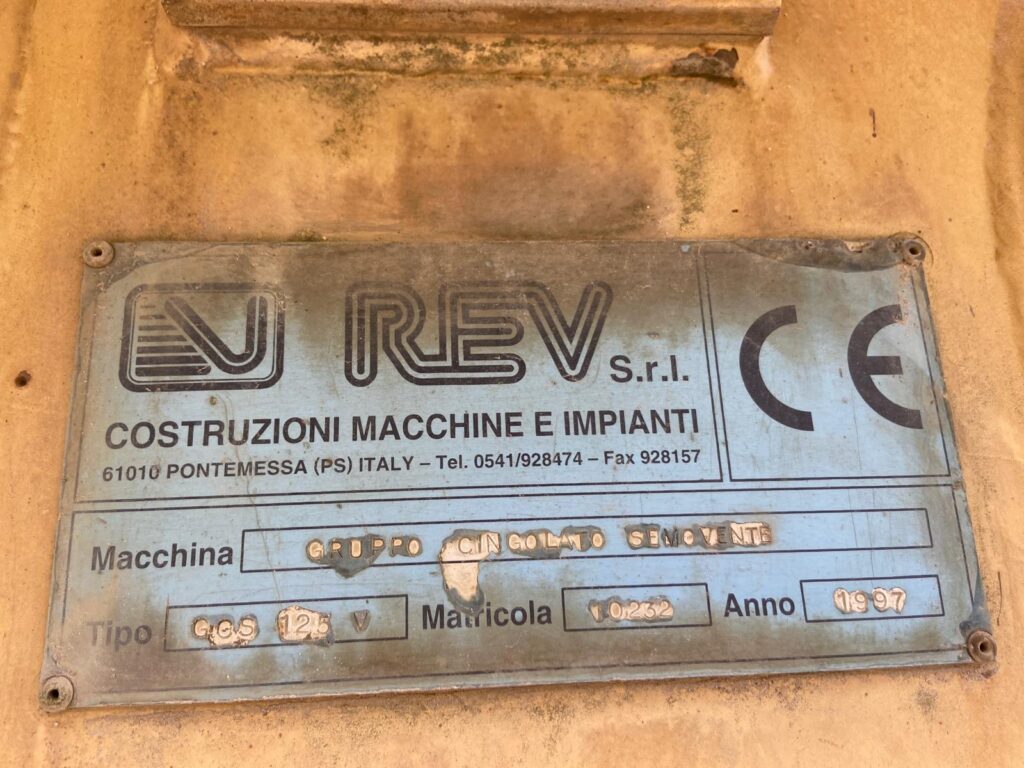 REV S.r.l.
CE
COSTRUZIONI MACCHINE E IMPIANTI
61010 PONTEMESSA (PS) ITALY – Tel. 0541/928474 – Fax 928157
Macchina GRUPPO CINGOLATO SEMOVENTE
Tipo GCS 125 V Matricola 10232 Anno 1997